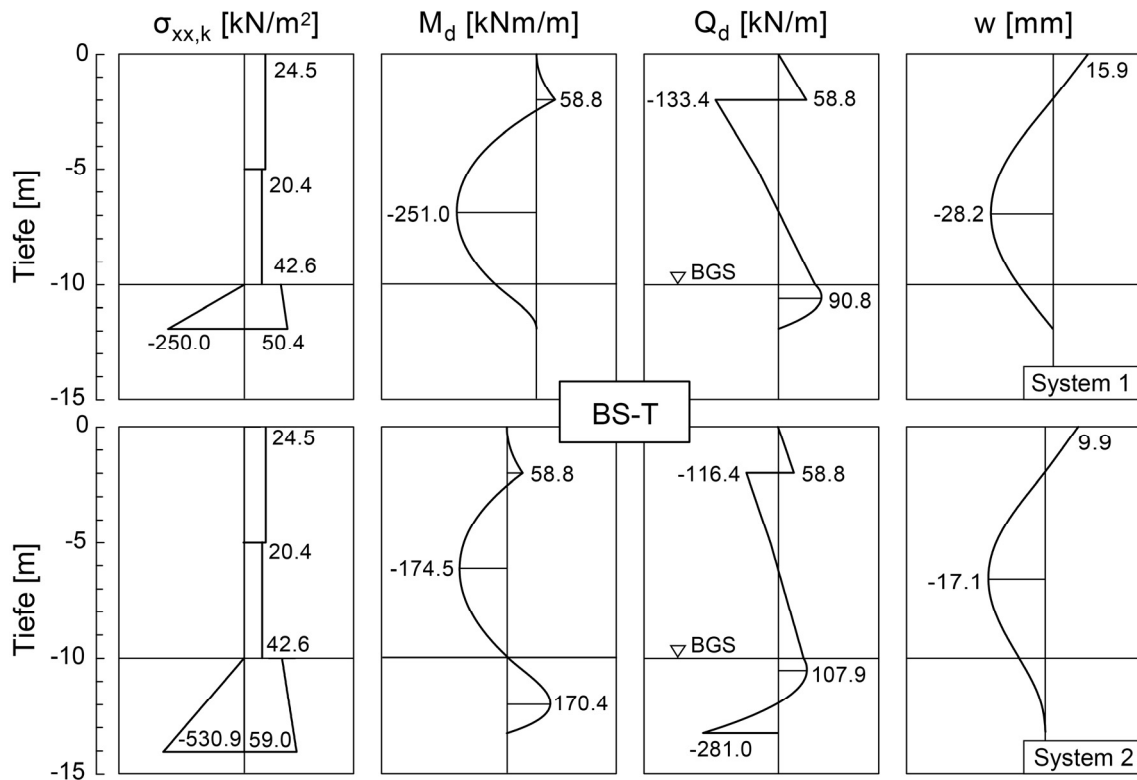 σxx,k [kN/m²] Md [kNm/m] Qd [kN/m] w [mm]
0
24.5 58.8 -133.4 58.8 15.9
-5
20.4
-251.0 -28.2
Tiefe [m]
42.6 BGS
-10
90.8
-250.0 50.4
-15
System 1
BS-T
0
24.5 58.8 -116.4 58.8 9.9
-5
20.4
-174.5 -17.1
Tiefe [m]
42.6 BGS
-10
170.4 107.9
-530.9 59.0 -281.0
-15
System 2